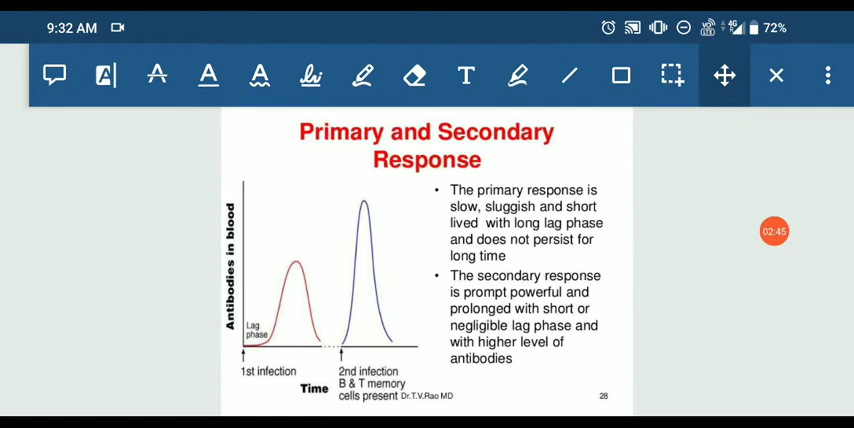 9:32 AM
4G
72%
Primary and Secondary
Response
Antibodies in blood
Lag
phase
1st infection
Time
2nd infection
B & T memory
cells present
Dr.T.V.Rao MD
• The primary response is
slow, sluggish and short
lived with long lag phase
and does not persist for
long time
• The secondary response
is prompt powerful and
prolonged with short or
negligible lag phase and
with higher level of
antibodies
28
02:45